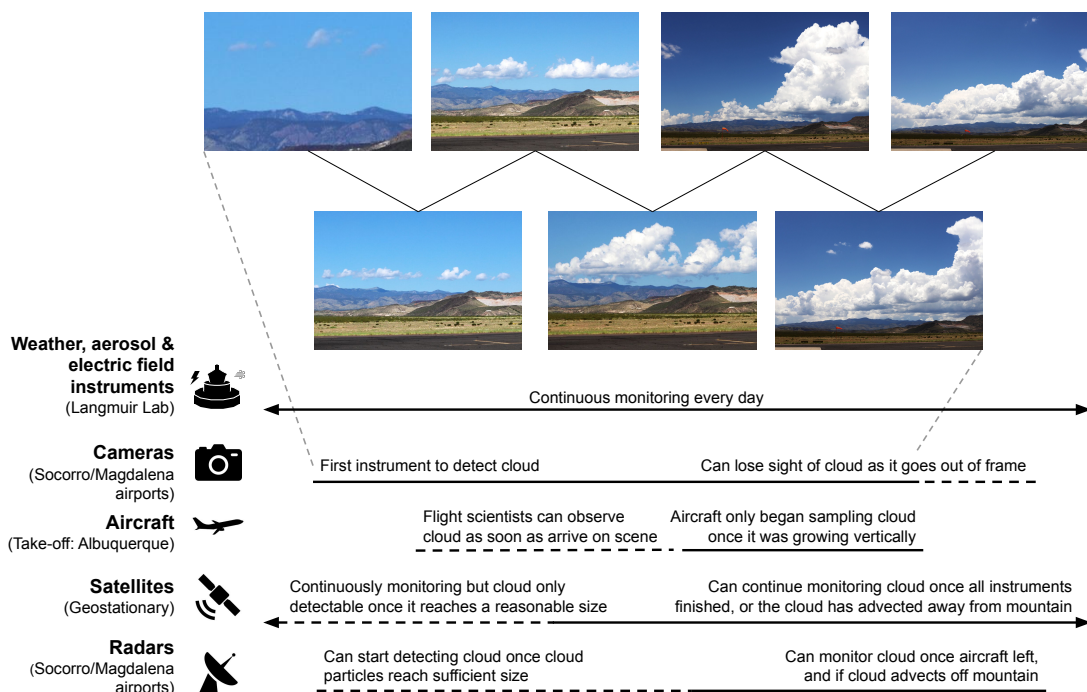 Weather, aerosol &
electric field
instruments
(Langmuir Lab)
Continuous monitoring every day
Cameras
(Socorro/Magdalena
airports)
First instrument to detect cloud
Can lose sight of cloud as it goes out of frame
Aircraft
(Take-off: Albuquerque)
Flight scientists can observe
cloud as soon as arrive on scene
Aircraft only began sampling cloud
once it was growing vertically
Satellites
(Geostationary)
Continuously monitoring but cloud only
detectable once it reaches a reasonable size
Can continue monitoring cloud once all instruments
finished, or the cloud has advected away from mountain
Radars
(Socorro/Magdalena
airports)
Can start detecting cloud once cloud
particles reach sufficient size
Can monitor cloud once aircraft left,
and if cloud advects off mountain